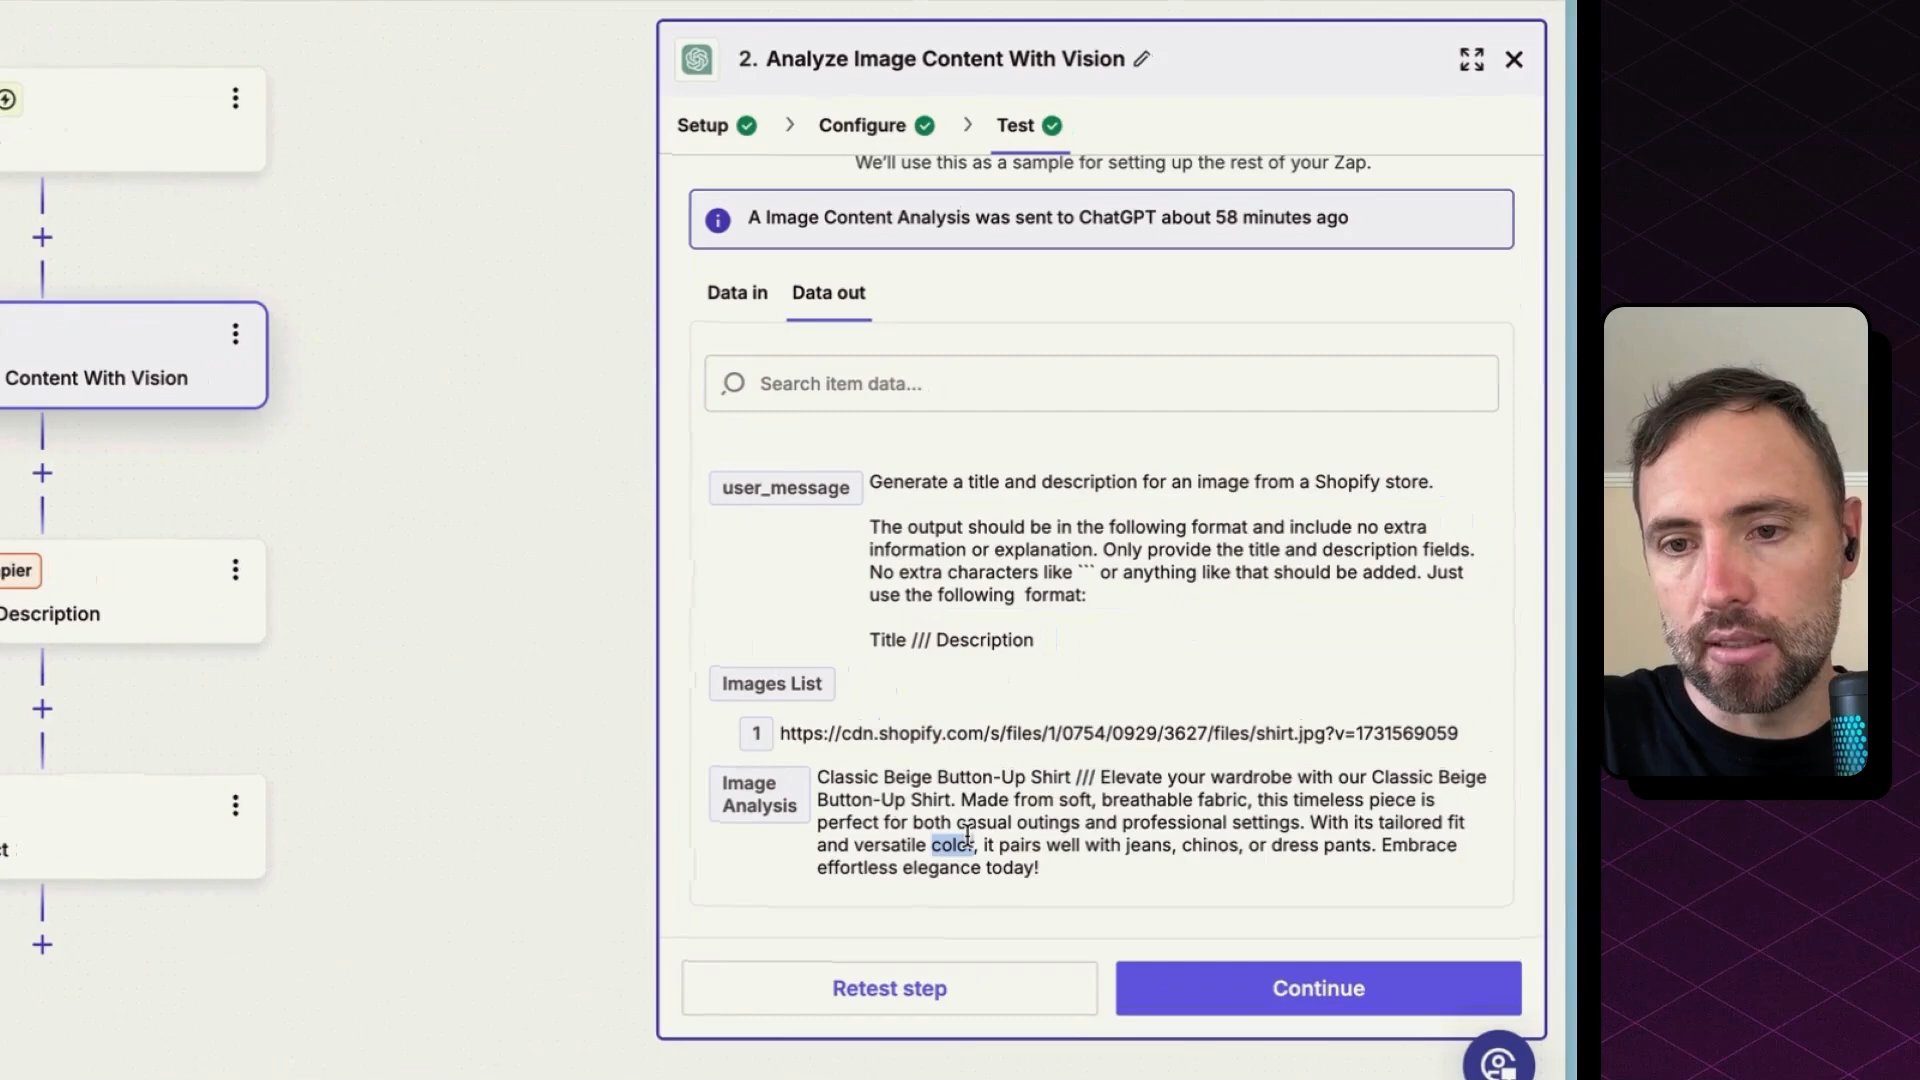 2. Analyze Image Content With Vision
Setup
Configure
Test
We'll use this as a sample for setting up the rest of your Zap.
A Image Content Analysis was sent to ChatGPT about 58 minutes ago
Data in
Data out
Search item data...
user_message
Generate a title and description for an image from a Shopify store.
The output should be in the following format and include no extra
information or explanation. Only provide the title and description fields.
No extra characters like ``` or anything like that should be added. Just
use the following format:
Title /// Description
Images List
1 https://cdn.shopify.com/s/files/1/0754/0929/3627/files/shirt.jpg?v=1731569059
Image
Analysis
Classic Beige Button-Up Shirt /// Elevate your wardrobe with our Classic Beige
Button-Up Shirt. Made from soft, breathable fabric, this timeless piece is
perfect for both casual outings and professional settings. With its tailored fit
and versatile color, it pairs well with jeans, chinos, or dress pants. Embrace
effortless elegance today!
Retest step
Continue
Content With Vision
pier
Description
t